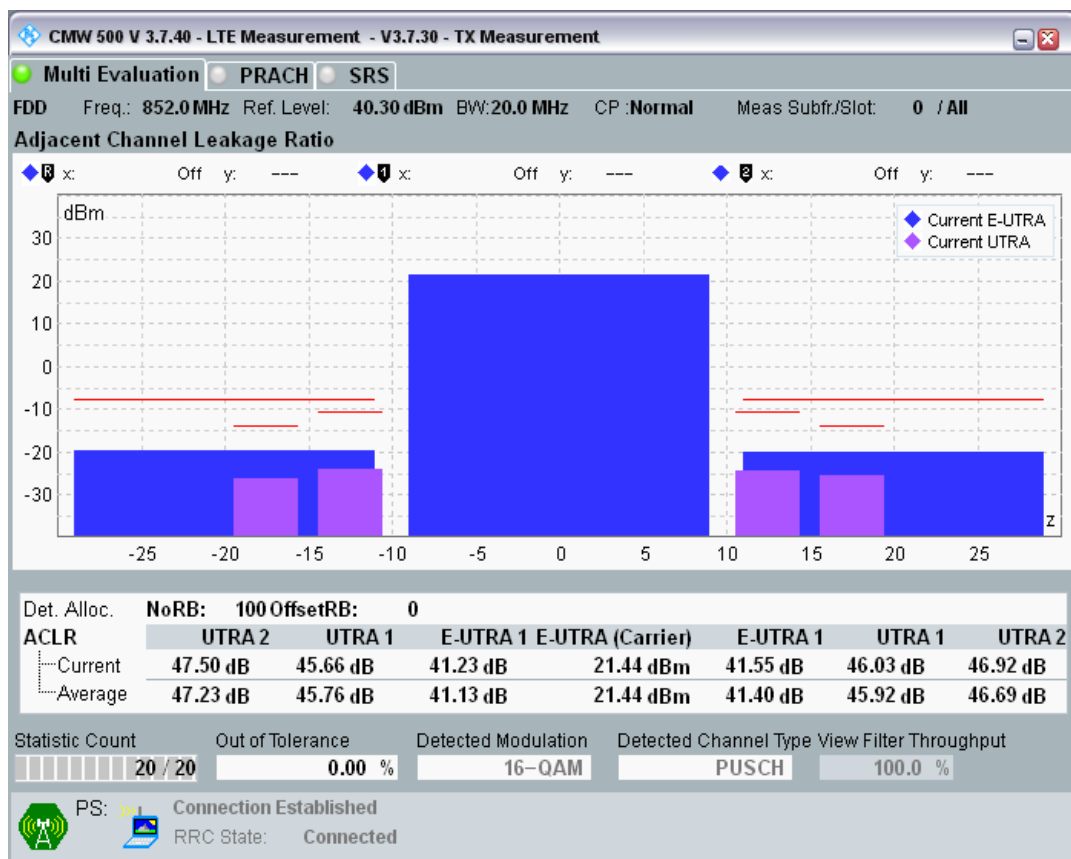 CMW 500 V 3.7.40 - LTE Measurement - V3.7.30 - TX Measurement
Multi Evaluation PRACH SRS
FDD Freq.: 852.0 MHz Ref. Level: 40.30 dBm BW:20.0 MHz CP :Normal Meas Subfr./Slot: 0 / All
Adjacent Channel Leakage Ratio
R x: Off y: --- 1 x: Off y: --- 2 x: Off y: ---
dBm
Current E-UTRA
Current UTRA
30
20
10
0
-10
-20
-30
z
-25 -20 -15 -10 -5 0 5 10 15 20 25
Det. Alloc. NoRB: 100 OffsetRB: 0
ACLR UTRA 2 UTRA 1 E-UTRA 1 E-UTRA (Carrier) E-UTRA 1 UTRA 1 UTRA 2
Current 47.50 dB 45.66 dB 41.23 dB 21.44 dBm 41.55 dB 46.03 dB 46.92 dB
Average 47.23 dB 45.76 dB 41.13 dB 21.44 dBm 41.40 dB 45.92 dB 46.69 dB
Statistic Count Out of Tolerance Detected Modulation Detected Channel Type View Filter Throughput
20 / 20 0.00 % 16-QAM PUSCH 100.0 %
PS: Connection Established
RRC State: Connected